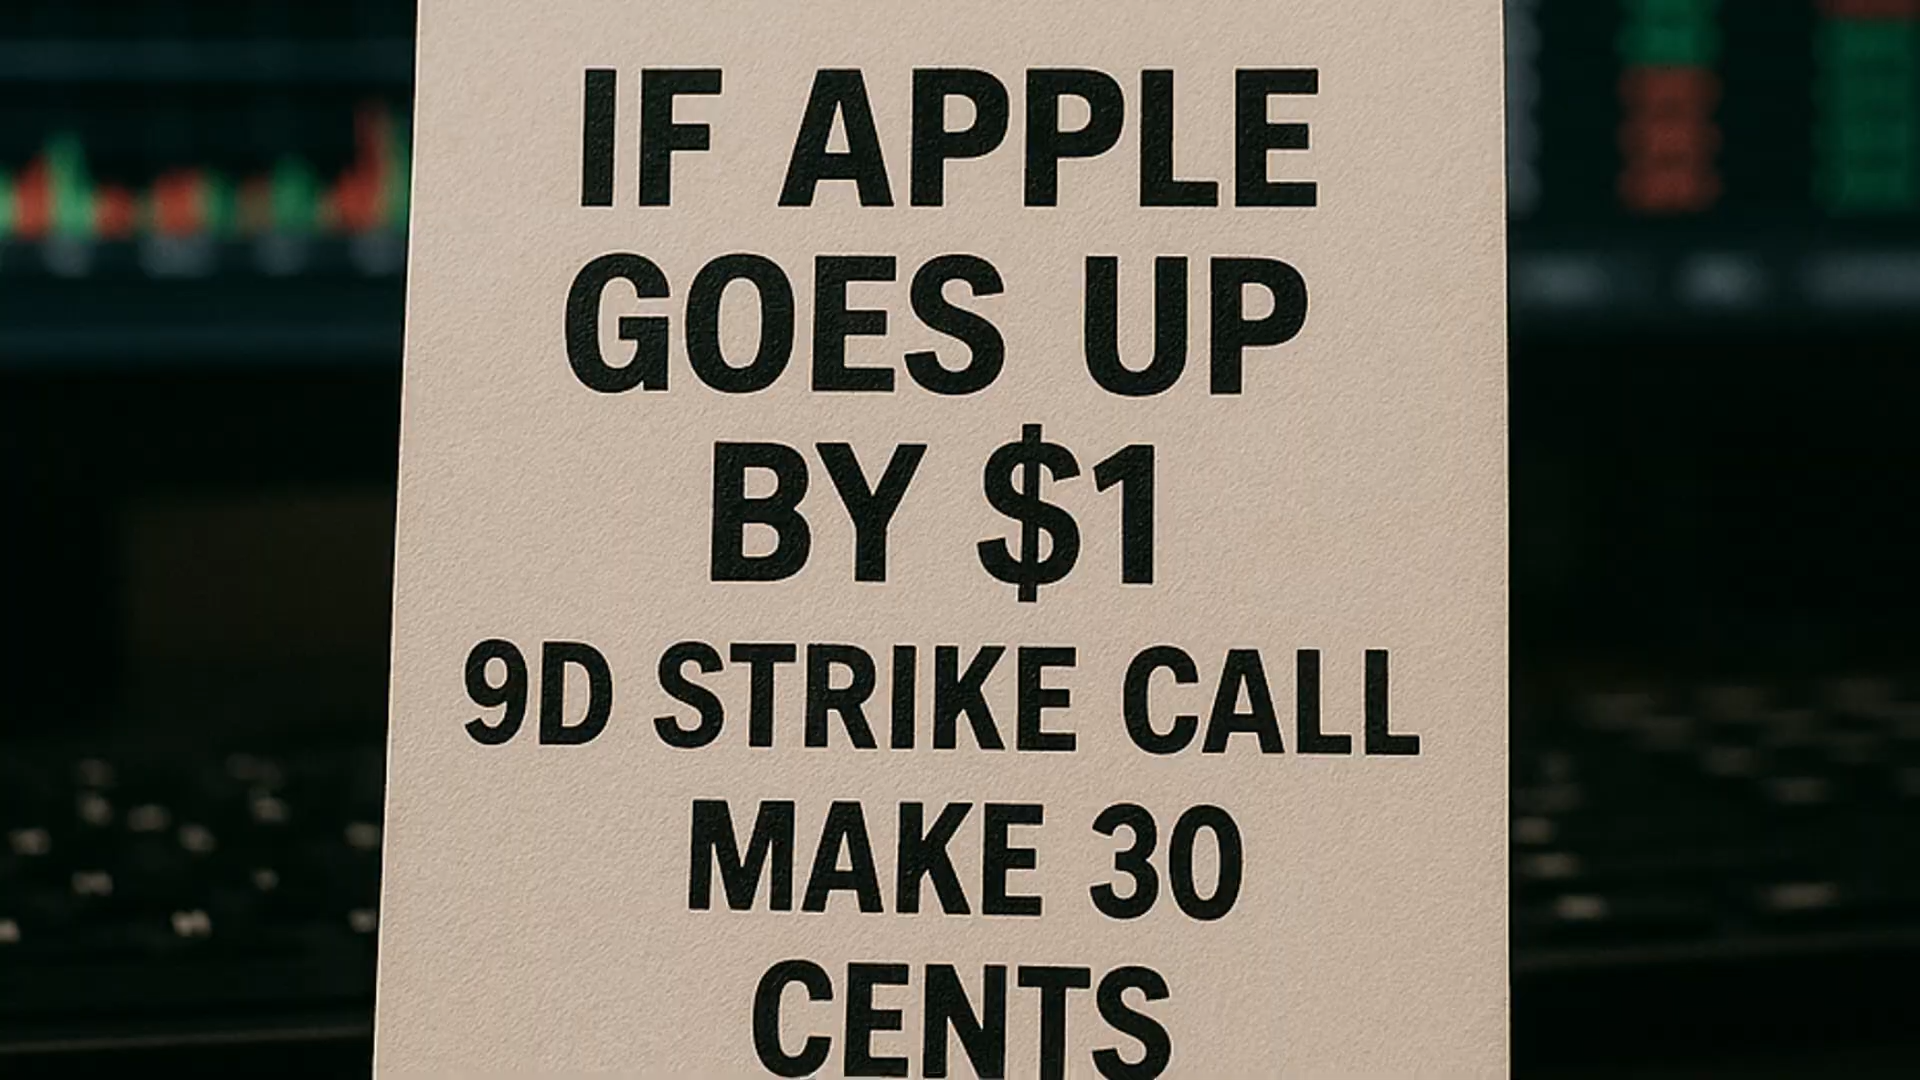 IF APPLE
GOES UP
BY $1
9D STRIKE CALL
MAKE 30
CENTS